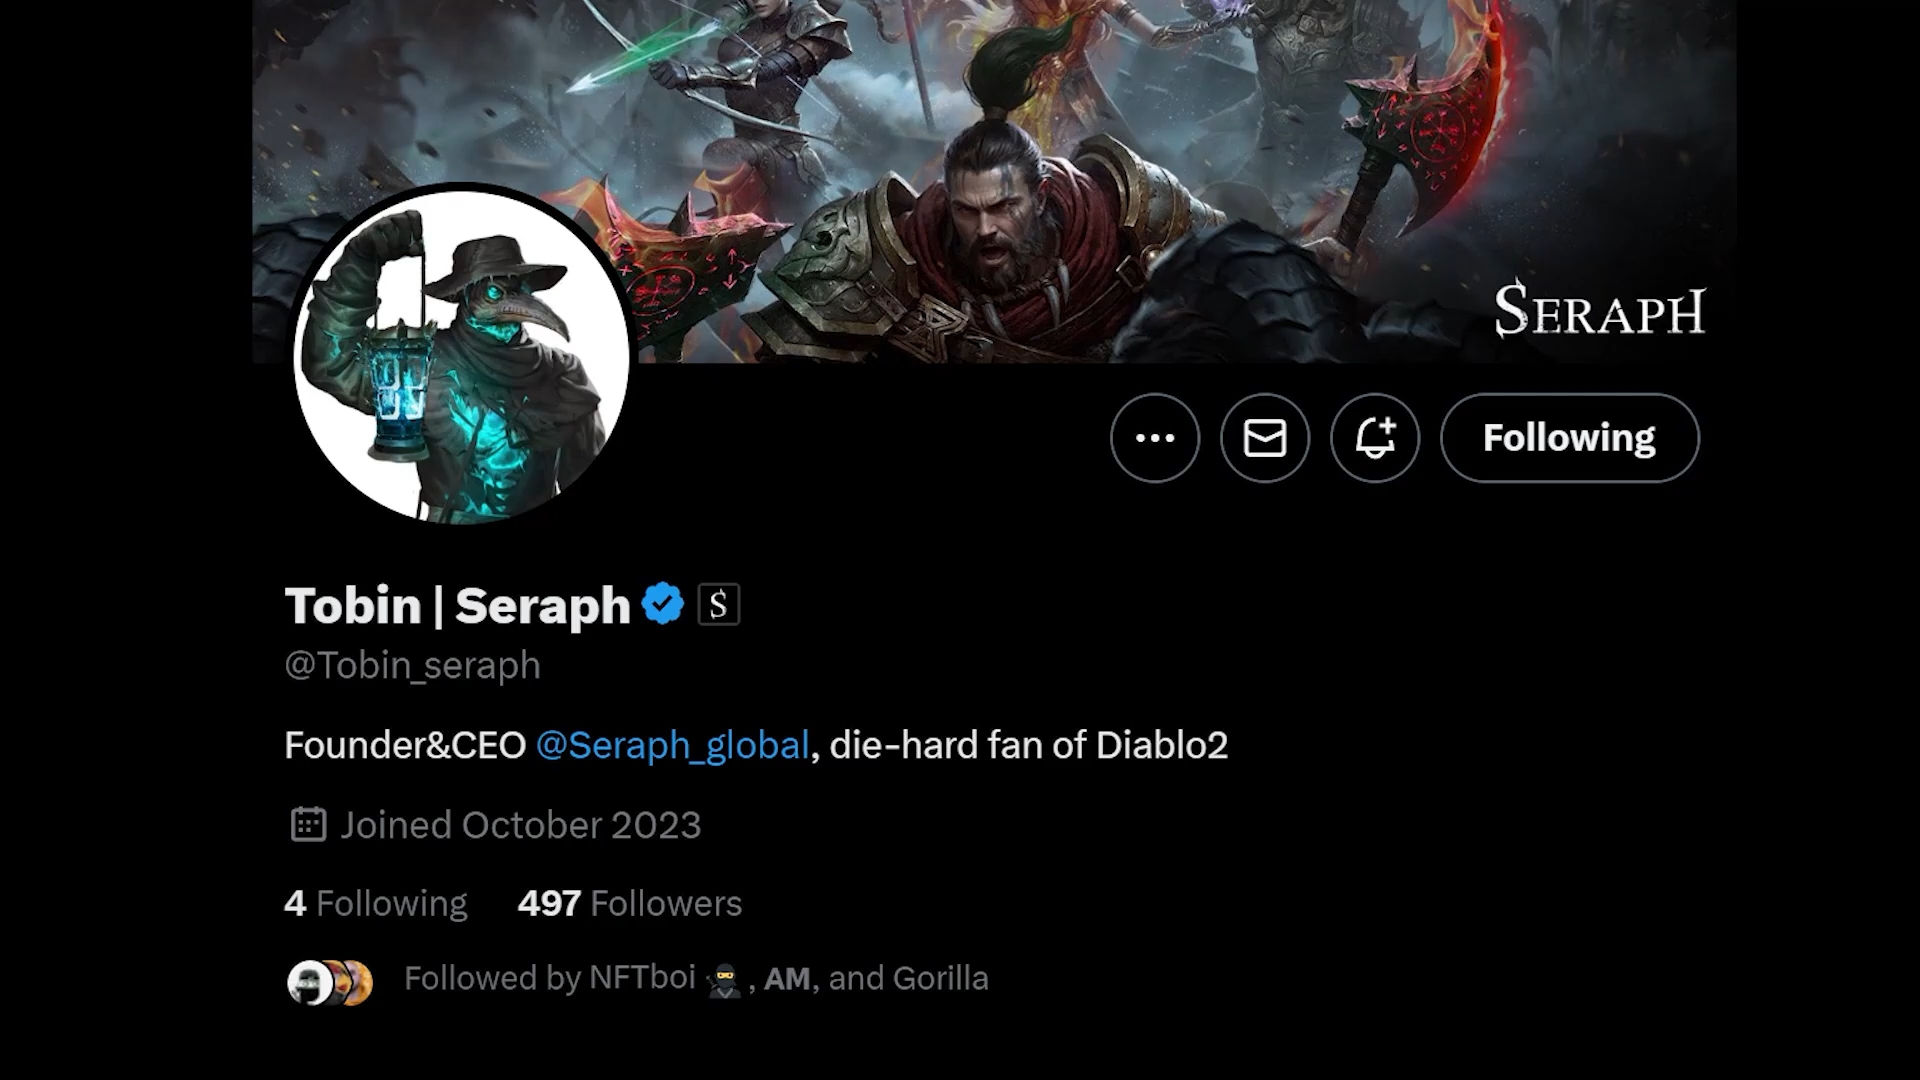 SERAPH
Following
Tobin | Seraph
@Tobin_seraph
Founder&CEO @Seraph_global, die-hard fan of Diablo2
Joined October 2023
4 Following 497 Followers
Followed by NFTboi 🥷, AM, and Gorilla